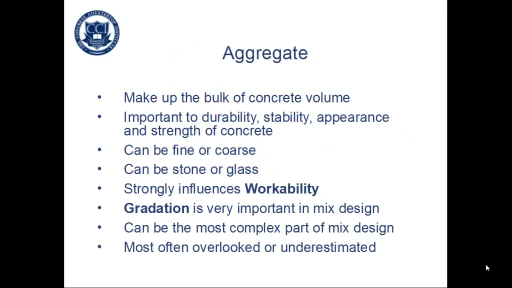 CCI
Aggregate
• Make up the bulk of concrete volume
• Important to durability, stability, appearance
and strength of concrete
• Can be fine or coarse
• Can be stone or glass
• Strongly influences Workability
• Gradation is very important in mix design
• Can be the most complex part of mix design
• Most often overlooked or underestimated